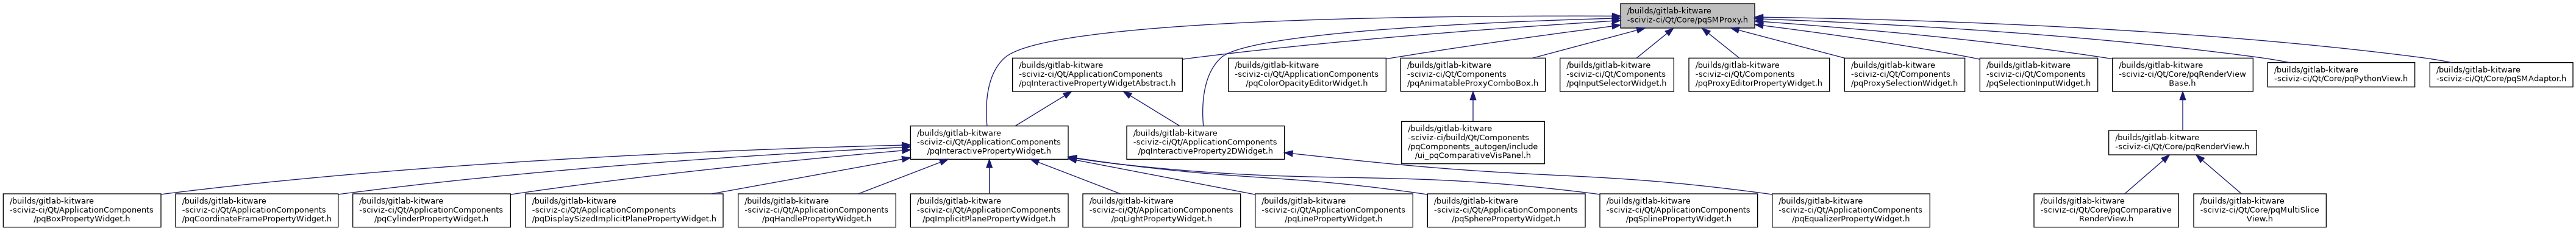 /builds/gitlab-kitware
-sciviz-ci/Qt/Core/pqSMProxy.h
/builds/gitlab-kitware
-sciviz-ci/Qt/ApplicationComponents
/pqInteractivePropertyWidgetAbstract.h
/builds/gitlab-kitware
-sciviz-ci/Qt/ApplicationComponents
/pqColorOpacityEditorWidget.h
/builds/gitlab-kitware
-sciviz-ci/Qt/Components
/pqAnimatableProxyComboBox.h
/builds/gitlab-kitware
-sciviz-ci/Qt/Components
/pqInputSelectorWidget.h
/builds/gitlab-kitware
-sciviz-ci/Qt/Components
/pqProxyEditorPropertyWidget.h
/builds/gitlab-kitware
-sciviz-ci/Qt/Components
/pqProxySelectionWidget.h
/builds/gitlab-kitware
-sciviz-ci/Qt/Components
/pqSelectionInputWidget.h
/builds/gitlab-kitware
-sciviz-ci/Qt/Core/pqRenderView
Base.h
/builds/gitlab-kitware
-sciviz-ci/Qt/Core/pqPythonView.h
/builds/gitlab-kitware
-sciviz-ci/Qt/Core/pqSMAdaptor.h
/builds/gitlab-kitware
-sciviz-ci/Qt/ApplicationComponents
/pqInteractivePropertyWidget.h
/builds/gitlab-kitware
-sciviz-ci/Qt/ApplicationComponents
/pqInteractiveProperty2DWidget.h
/builds/gitlab-kitware
-sciviz-ci/build/Qt/Components
/pqComponents_autogen/include
/ui_pqComparativeVisPanel.h
/builds/gitlab-kitware
-sciviz-ci/Qt/Core/pqRenderView.h
/builds/gitlab-kitware
-sciviz-ci/Qt/ApplicationComponents
/pqBoxPropertyWidget.h
/builds/gitlab-kitware
-sciviz-ci/Qt/ApplicationComponents
/pqCoordinateFramePropertyWidget.h
/builds/gitlab-kitware
-sciviz-ci/Qt/ApplicationComponents
/pqCylinderPropertyWidget.h
/builds/gitlab-kitware
-sciviz-ci/Qt/ApplicationComponents
/pqDisplaySizedImplicitPlanePropertyWidget.h
/builds/gitlab-kitware
-sciviz-ci/Qt/ApplicationComponents
/pqHandlePropertyWidget.h
/builds/gitlab-kitware
-sciviz-ci/Qt/ApplicationComponents
/pqImplicitPlanePropertyWidget.h
/builds/gitlab-kitware
-sciviz-ci/Qt/ApplicationComponents
/pqLightPropertyWidget.h
/builds/gitlab-kitware
-sciviz-ci/Qt/ApplicationComponents
/pqLinePropertyWidget.h
/builds/gitlab-kitware
-sciviz-ci/Qt/ApplicationComponents
/pqSpherePropertyWidget.h
/builds/gitlab-kitware
-sciviz-ci/Qt/ApplicationComponents
/pqSplinePropertyWidget.h
/builds/gitlab-kitware
-sciviz-ci/Qt/ApplicationComponents
/pqEqualizerPropertyWidget.h
/builds/gitlab-kitware
-sciviz-ci/Qt/Core/pqComparative
RenderView.h
/builds/gitlab-kitware
-sciviz-ci/Qt/Core/pqMultiSlice
View.h